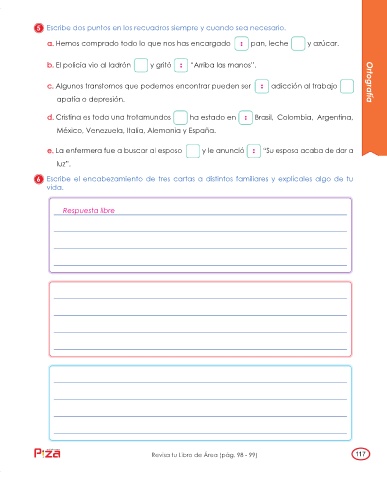 5 Escribe dos puntos en los recuadros siempre y cuando sea necesario.
a. Hemos comprado todo lo que nos has encargado : pan, leche y azúcar.
b. El policía vio al ladrón y gritó : "Arriba las manos".
c. Algunos transtornos que podemos encontrar pueden ser : adicción al trabajo
apatía o depresión.
d. Cristina es toda una trotamundos ha estado en : Brasil, Colombia, Argentina,
México, Venezuela, Italia, Alemania y España.
e. La enfermera fue a buscar al esposo y le anunció : "Su esposa acaba de dar a
luz".
Ortografía
6 Escribe el encabezamiento de tres cartas a distintos familiares y explícales algo de tu
vida.
Respuesta libre
Pizza
Revisa tu Libro de Área (pág. 98 - 99)
117